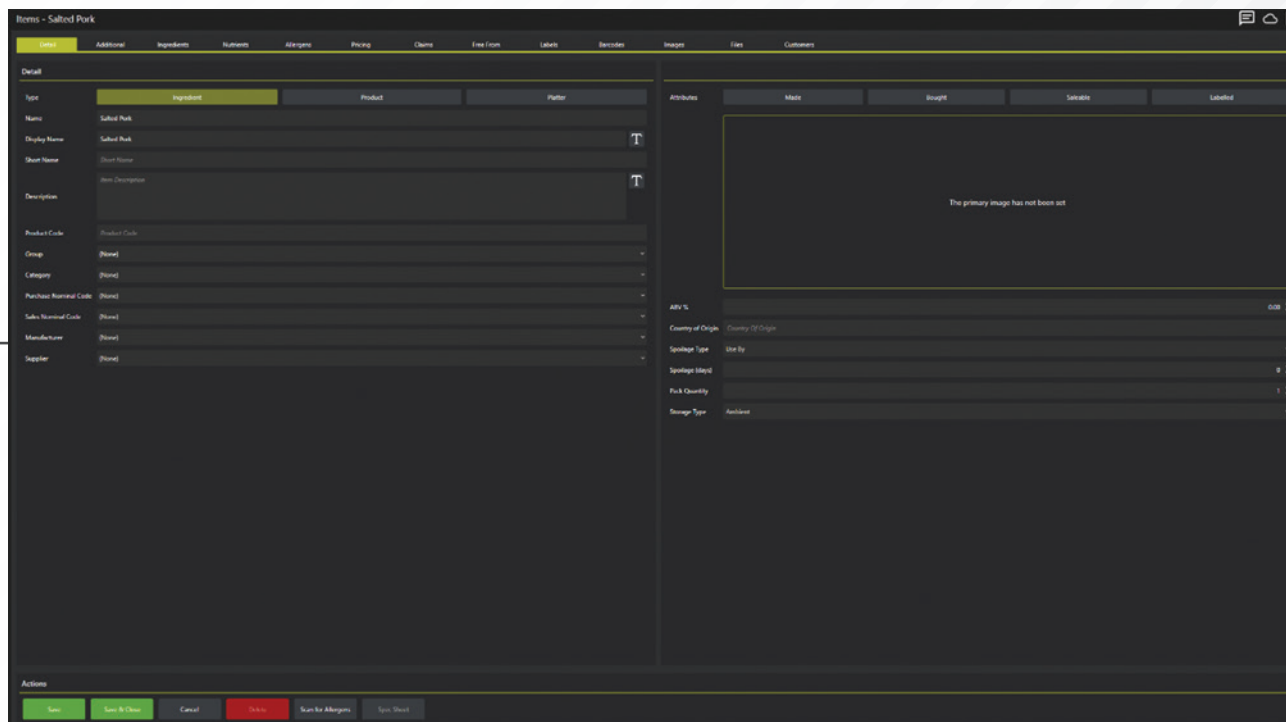 Items - Salted Pork
Detail Additional Ingredients Nutrients Allergens Pricing Claims Free From Labels Barcodes Images Files Customers
Detail
Type Ingredient Product Platter
Name Salted Pork
Display Name Salted Pork T
Short Name Short Name
Description Item Description T
Product Code Product Code
Group (None)
Category (None)
Purchase Nominal Code (None)
Sales Nominal Code (None)
Manufacturer (None)
Supplier (None)
Attributes Made Bought Saleable Labelled
The primary image has not been set
ABV % 0.00
Country of Origin Country Of Origin
Spoilage Type Use By
Spoilage (days) 0
Pack Quantity 1
Storage Type Ambient
Actions
Save Save & Close Cancel Delete Scan for Allergens Spec Sheet